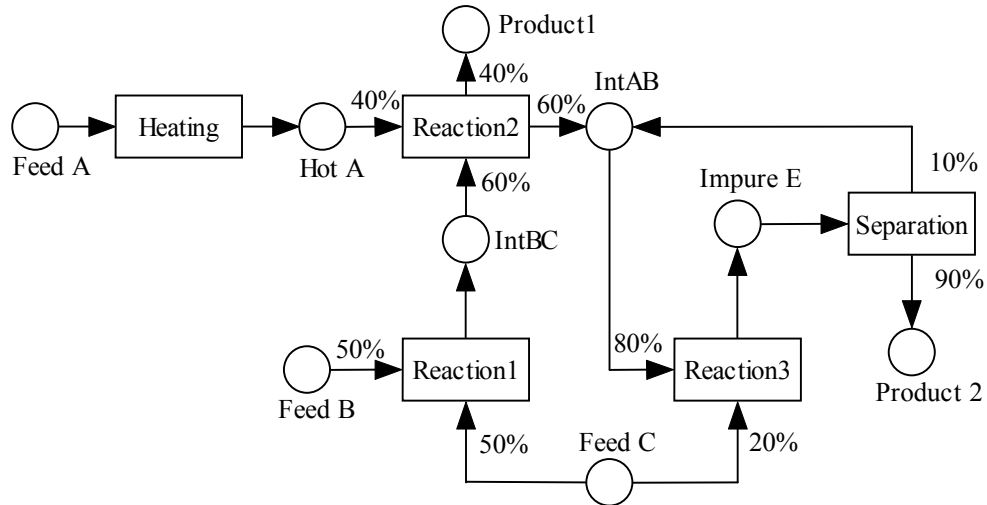 Product1
40%
IntAB
40%
60%
Heating
Reaction2
Feed A
Hot A
60%
Impure E
10%
Separation
IntBC
90%
50%
80%
Reaction1
Reaction3
Feed B
Product 2
50%
Feed C
20%